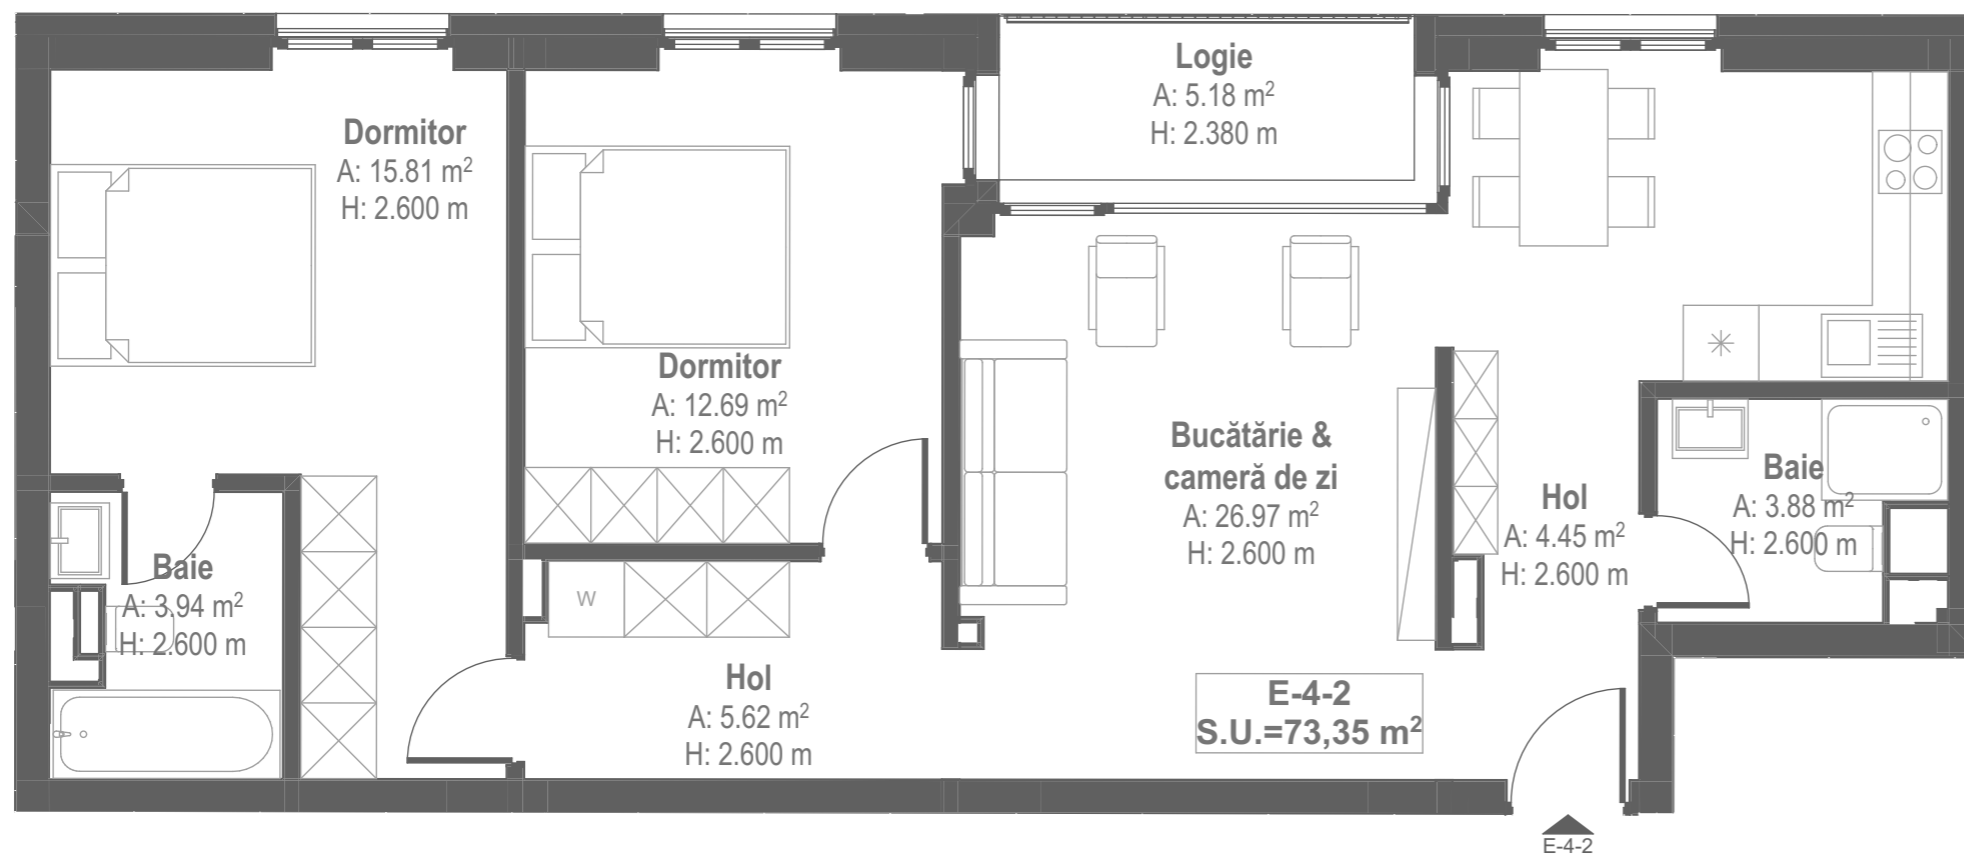 Logie
A: 5.18 m²
H: 2.380 m
Dormitor
A: 15.81 m²
H: 2.600 m
Dormitor
A: 12.69 m²
H: 2.600 m
Bucătărie &
cameră de zi
A: 26.97 m²
H: 2.600 m
Hol
A: 4.45 m²
H: 2.600 m
Baie
A: 3.88 m²
H: 2.600 m
Baie
A: 3.94 m²
H: 2.600 m
W
Hol
A: 5.62 m²
H: 2.600 m
E-4-2
S.U.=73,35 m²
E-4-2